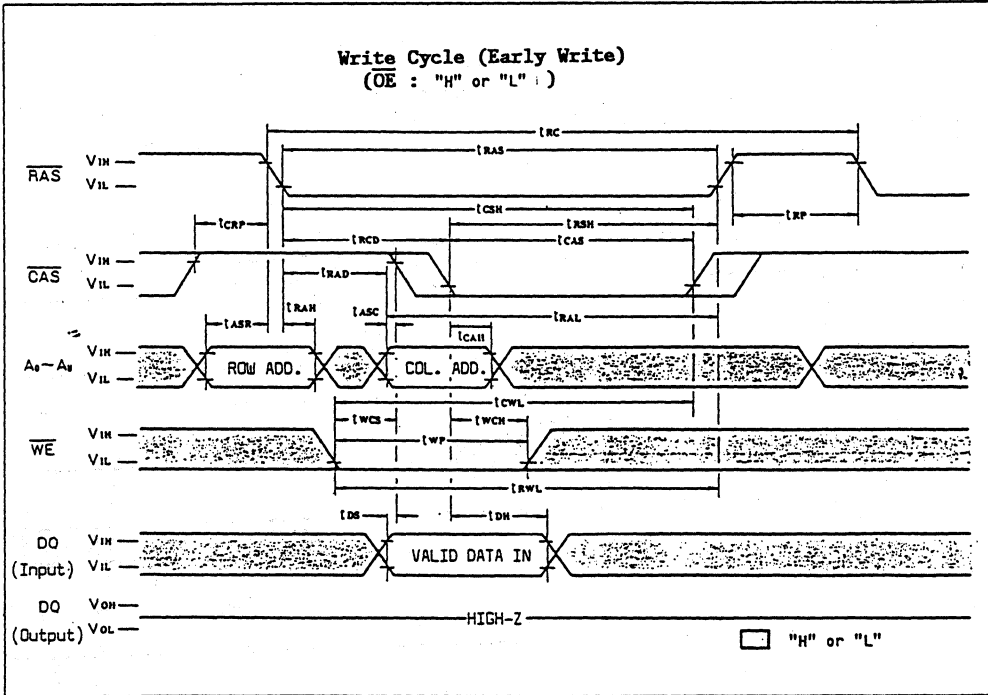 Write Cycle (Early Write)
(OE : "H" or "L" )
tRC
tRAS
RAS
VIH
VIL
tCSH
tCRP
tRSH
tRP
tRCD
tCAS
CAS
VIH
VIL
tRAD
tRAH
tASC
tRAL
tASR
tCAH
VIH
VIL
ROW ADD.
COL. ADD.
tCWL
tWCS
tWCH
tWP
WE
VIH
VIL
tRWL
tDS
tDH
DQ
(Input)
VIH
VIL
VALID DATA IN
DQ
(Output)
VOH
VOL
HIGH-Z
"H" or "L"